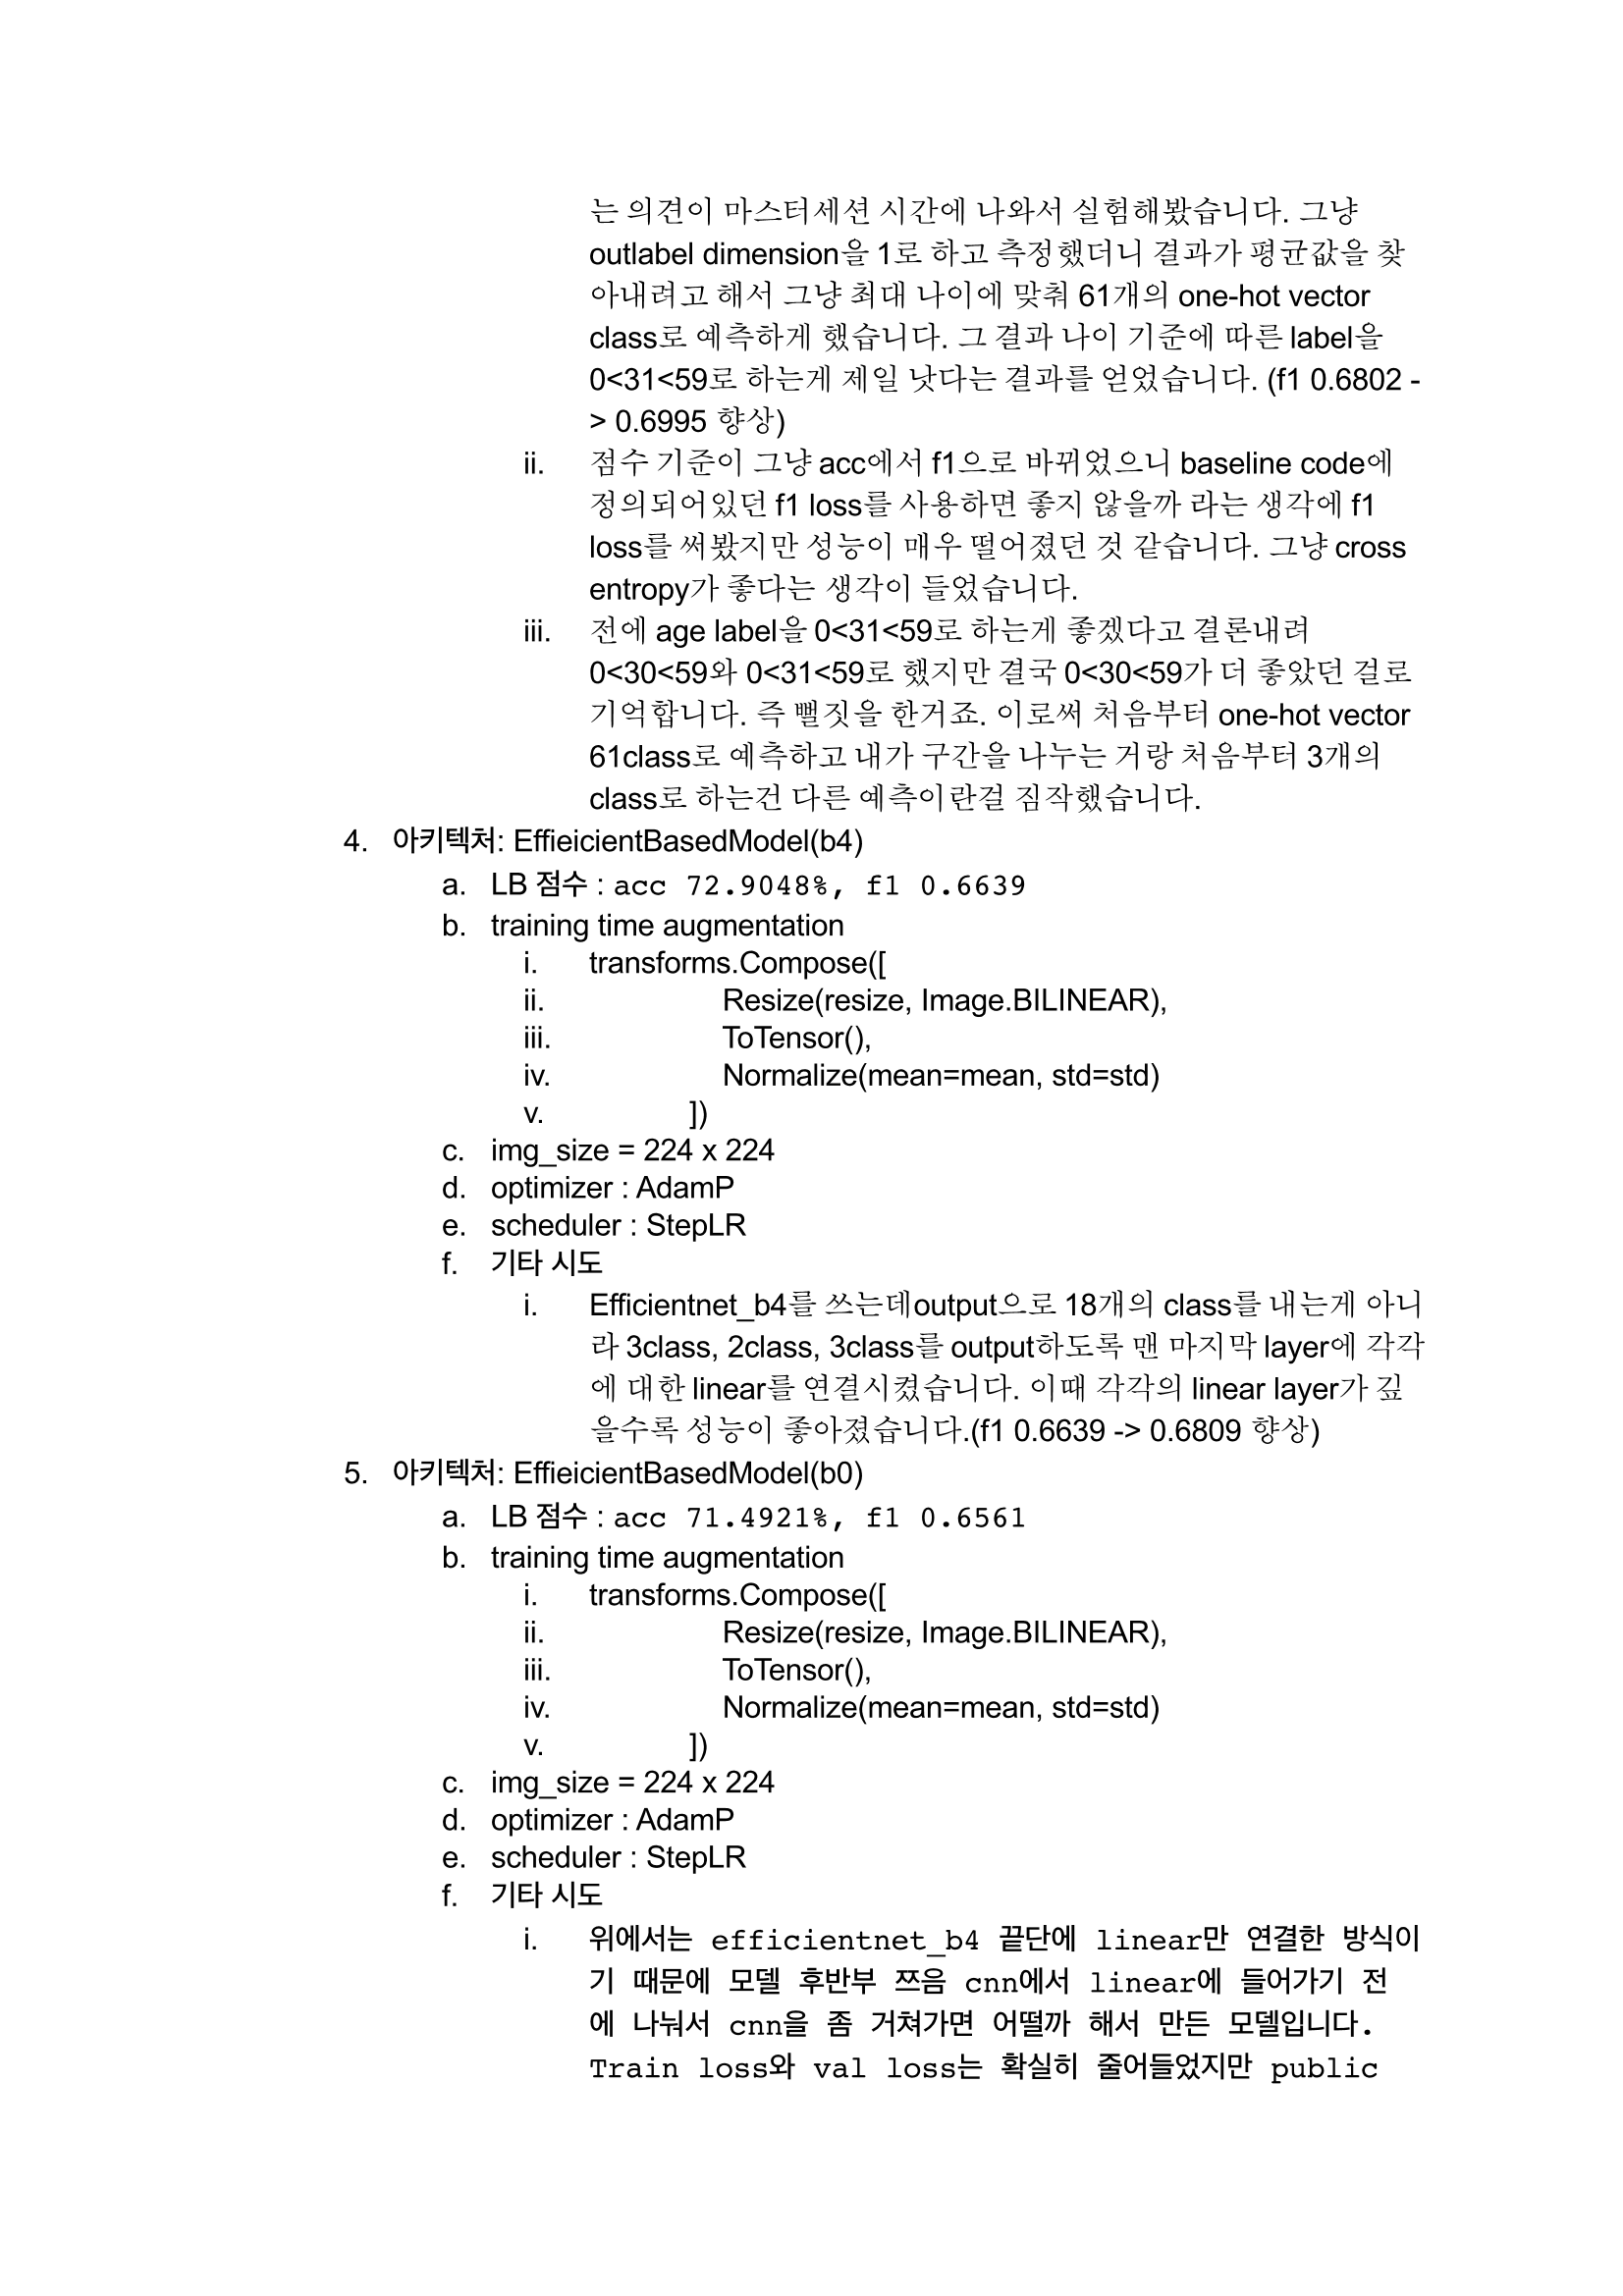 는 의견이 마스터세션 시간에 나와서 실험해봤습니다. 그냥
outlabel dimension을 1로 하고 측정했더니 결과가 평균값을 찾
아내려고 해서 그냥 최대 나이에 맞춰 61개의 one-hot vector
class로 예측하게 했습니다. 그 결과 나이 기준에 따른 label을
0<31<59로 하는게 제일 낫다는 결과를 얻었습니다. (f1 0.6802 -
> 0.6995 향상)
ii. 점수 기준이 그냥 acc에서 f1으로 바뀌었으니 baseline code에
정의되어있던 f1 loss를 사용하면 좋지 않을까 라는 생각에 f1
loss를 써봤지만 성능이 매우 떨어졌던 것 같습니다. 그냥 cross
entropy가 좋다는 생각이 들었습니다.
iii. 전에 age label을 0<31<59로 하는게 좋겠다고 결론내려
0<30<59와 0<31<59로 했지만 결국 0<30<59가 더 좋았던 걸로
기억합니다. 즉 뻘짓을 한거죠. 이로써 처음부터 one-hot vector
61class로 예측하고 내가 구간을 나누는 거랑 처음부터 3개의
class로 하는건 다른 예측이란걸 짐작했습니다.
4. 아키텍처: EffieicientBasedModel(b4)
a. LB 점수 : acc 72.9048%, f1 0.6639
b. training time augmentation
i. transforms.Compose([
ii. Resize(resize, Image.BILINEAR),
iii. ToTensor(),
iv. Normalize(mean=mean, std=std)
v. ])
c. img_size = 224 x 224
d. optimizer : AdamP
e. scheduler : StepLR
f. 기타 시도
i. Efficientnet_b4를 쓰는데output으로 18개의 class를 내는게 아니
라 3class, 2class, 3class를 output하도록 맨 마지막 layer에 각각
에 대한 linear를 연결시켰습니다. 이때 각각의 linear layer가 깊
을수록 성능이 좋아졌습니다.(f1 0.6639 -> 0.6809 향상)
5. 아키텍처: EffieicientBasedModel(b0)
a. LB 점수 : acc 71.4921%, f1 0.6561
b. training time augmentation
i. transforms.Compose([
ii. Resize(resize, Image.BILINEAR),
iii. ToTensor(),
iv. Normalize(mean=mean, std=std)
v. ])
c. img_size = 224 x 224
d. optimizer : AdamP
e. scheduler : StepLR
f. 기타 시도
i. 위에서는 efficientnet_b4 끝단에 linear만 연결한 방식이
기 때문에 모델 후반부 쯔음 cnn에서 linear에 들어가기 전
에 나눠서 cnn을 좀 거쳐가면 어떨까 해서 만든 모델입니다.
Train loss와 val loss는 확실히 줄어들었지만 public